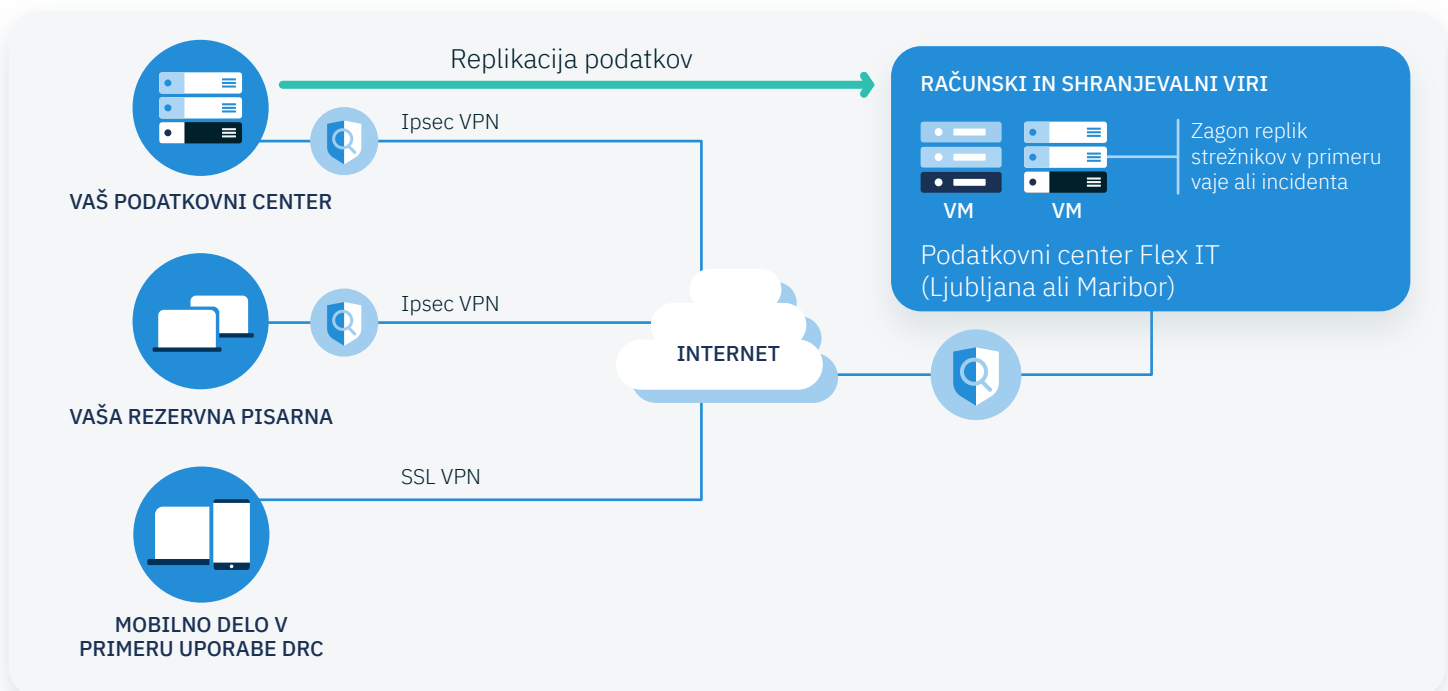 Replikacija podatkov
Ipsec VPN
VAŠ PODATKOVNI CENTER
RAČUNSKI IN SHRANJEVALNI VIRI
Zagon replik
strežnikov v primeru
vaje ali incidenta
VM
VM
Podatkovni center Flex IT
(Ljubljana ali Maribor)
Ipsec VPN
VAŠA REZERVNA PISARNA
INTERNET
SSL VPN
MOBILNO DELO V
PRIMERU UPORABE DRC